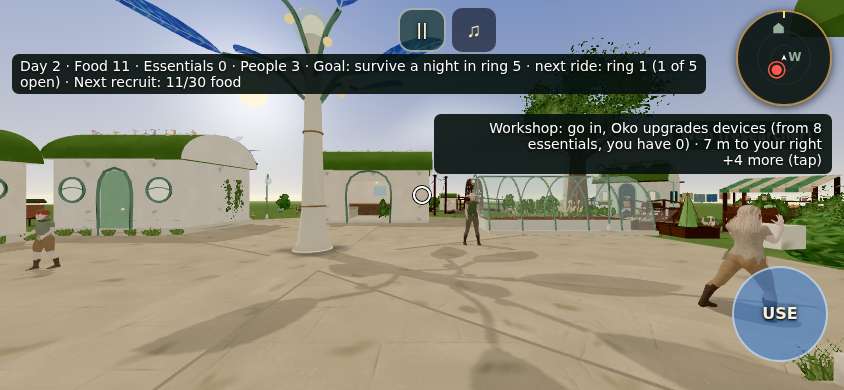 Day 2 · Food 11 · Essentials 0 · People 3 · Goal: survive a night in ring 5 · next ride: ring 1 (1 of 5
open) · Next recruit: 11/30 food
W
Workshop: go in, Oko upgrades devices (from 8
essentials, you have 0) · 7 m to your right
+4 more (tap)
USE